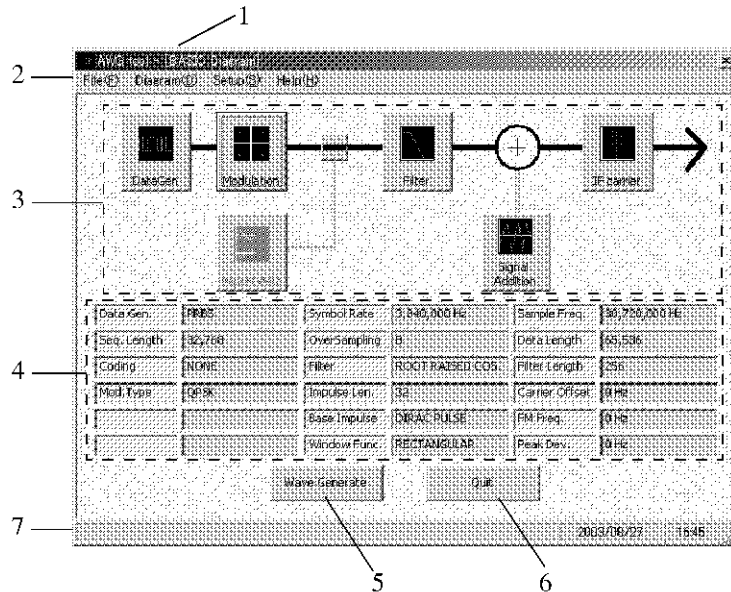 1
AWG tool - [BASIC Diagram]
2
File(F) Diagram(D) Setup(S) Help(H)
DataGen
Modulation
Filter
IF carrier
3
Signal
Addition
Data Gen. PRBS Symbol Rate 3,840,000 Hz Sample Freq. 30,720,000 Hz
Seq. Length 32,768 OverSampling 8 Data Length 65,536
4
Coding NONE Filter ROOT RAISED COS. Filter Length 256
Mod.Type QPSK Impulse Len. 32 Carrier Offset 0 Hz
Base Impulse DIRAC PULSE FM Freq. 0 Hz
Window Func. RECTANGULAR Peak Dev. 0 Hz
Wave Generate Quit
7
2003/08/27 16:45
5
6